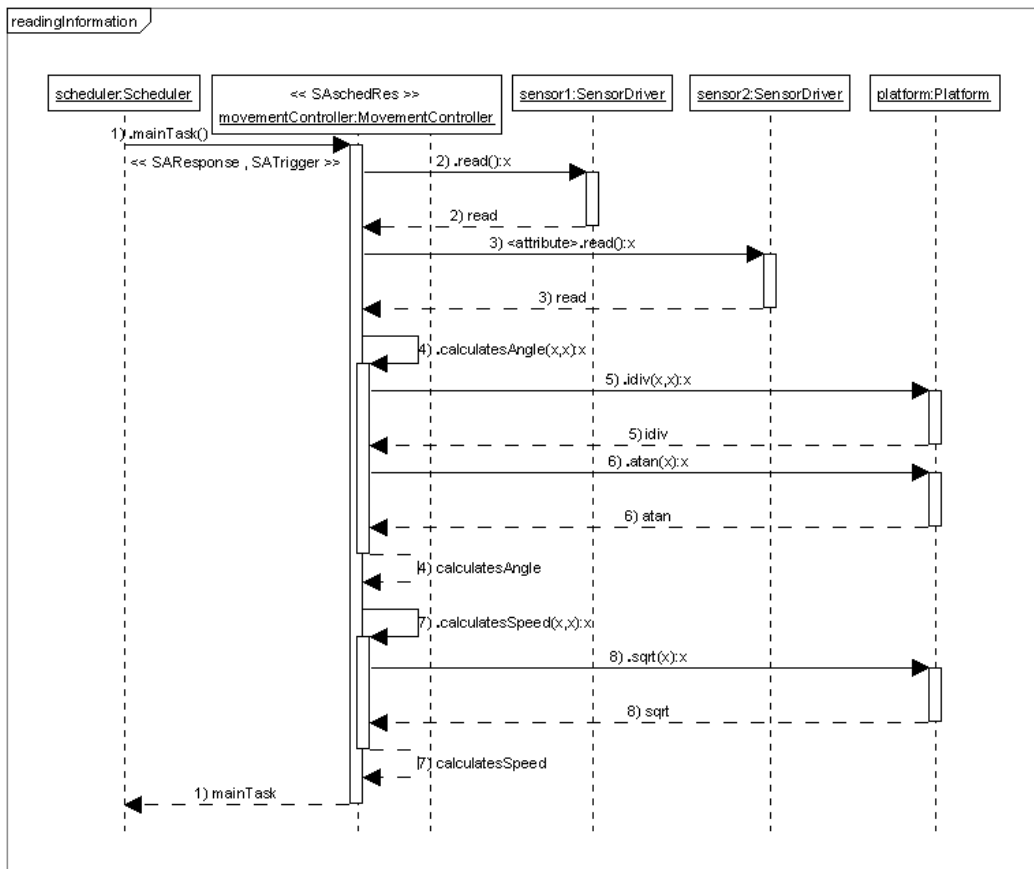 readingInformation
scheduler:Scheduler
<< SAschedRes >>
movementController:MovementController
sensor1:SensorDriver
sensor2:SensorDriver
platform:Platform
1) .mainTask()
<< SAResponse , SATrigger >>
2) .read():x
2) read
3) <attribute>.read():x
3) read
4) .calculatesAngle(x,x):x
5) .idiv(x,x):x
5) idiv
6) .atan(x):x
6) atan
4) calculatesAngle
7) .calculatesSpeed(x,x):x
8) .sqrt(x):x
8) sqrt
7) calculatesSpeed
1) mainTask